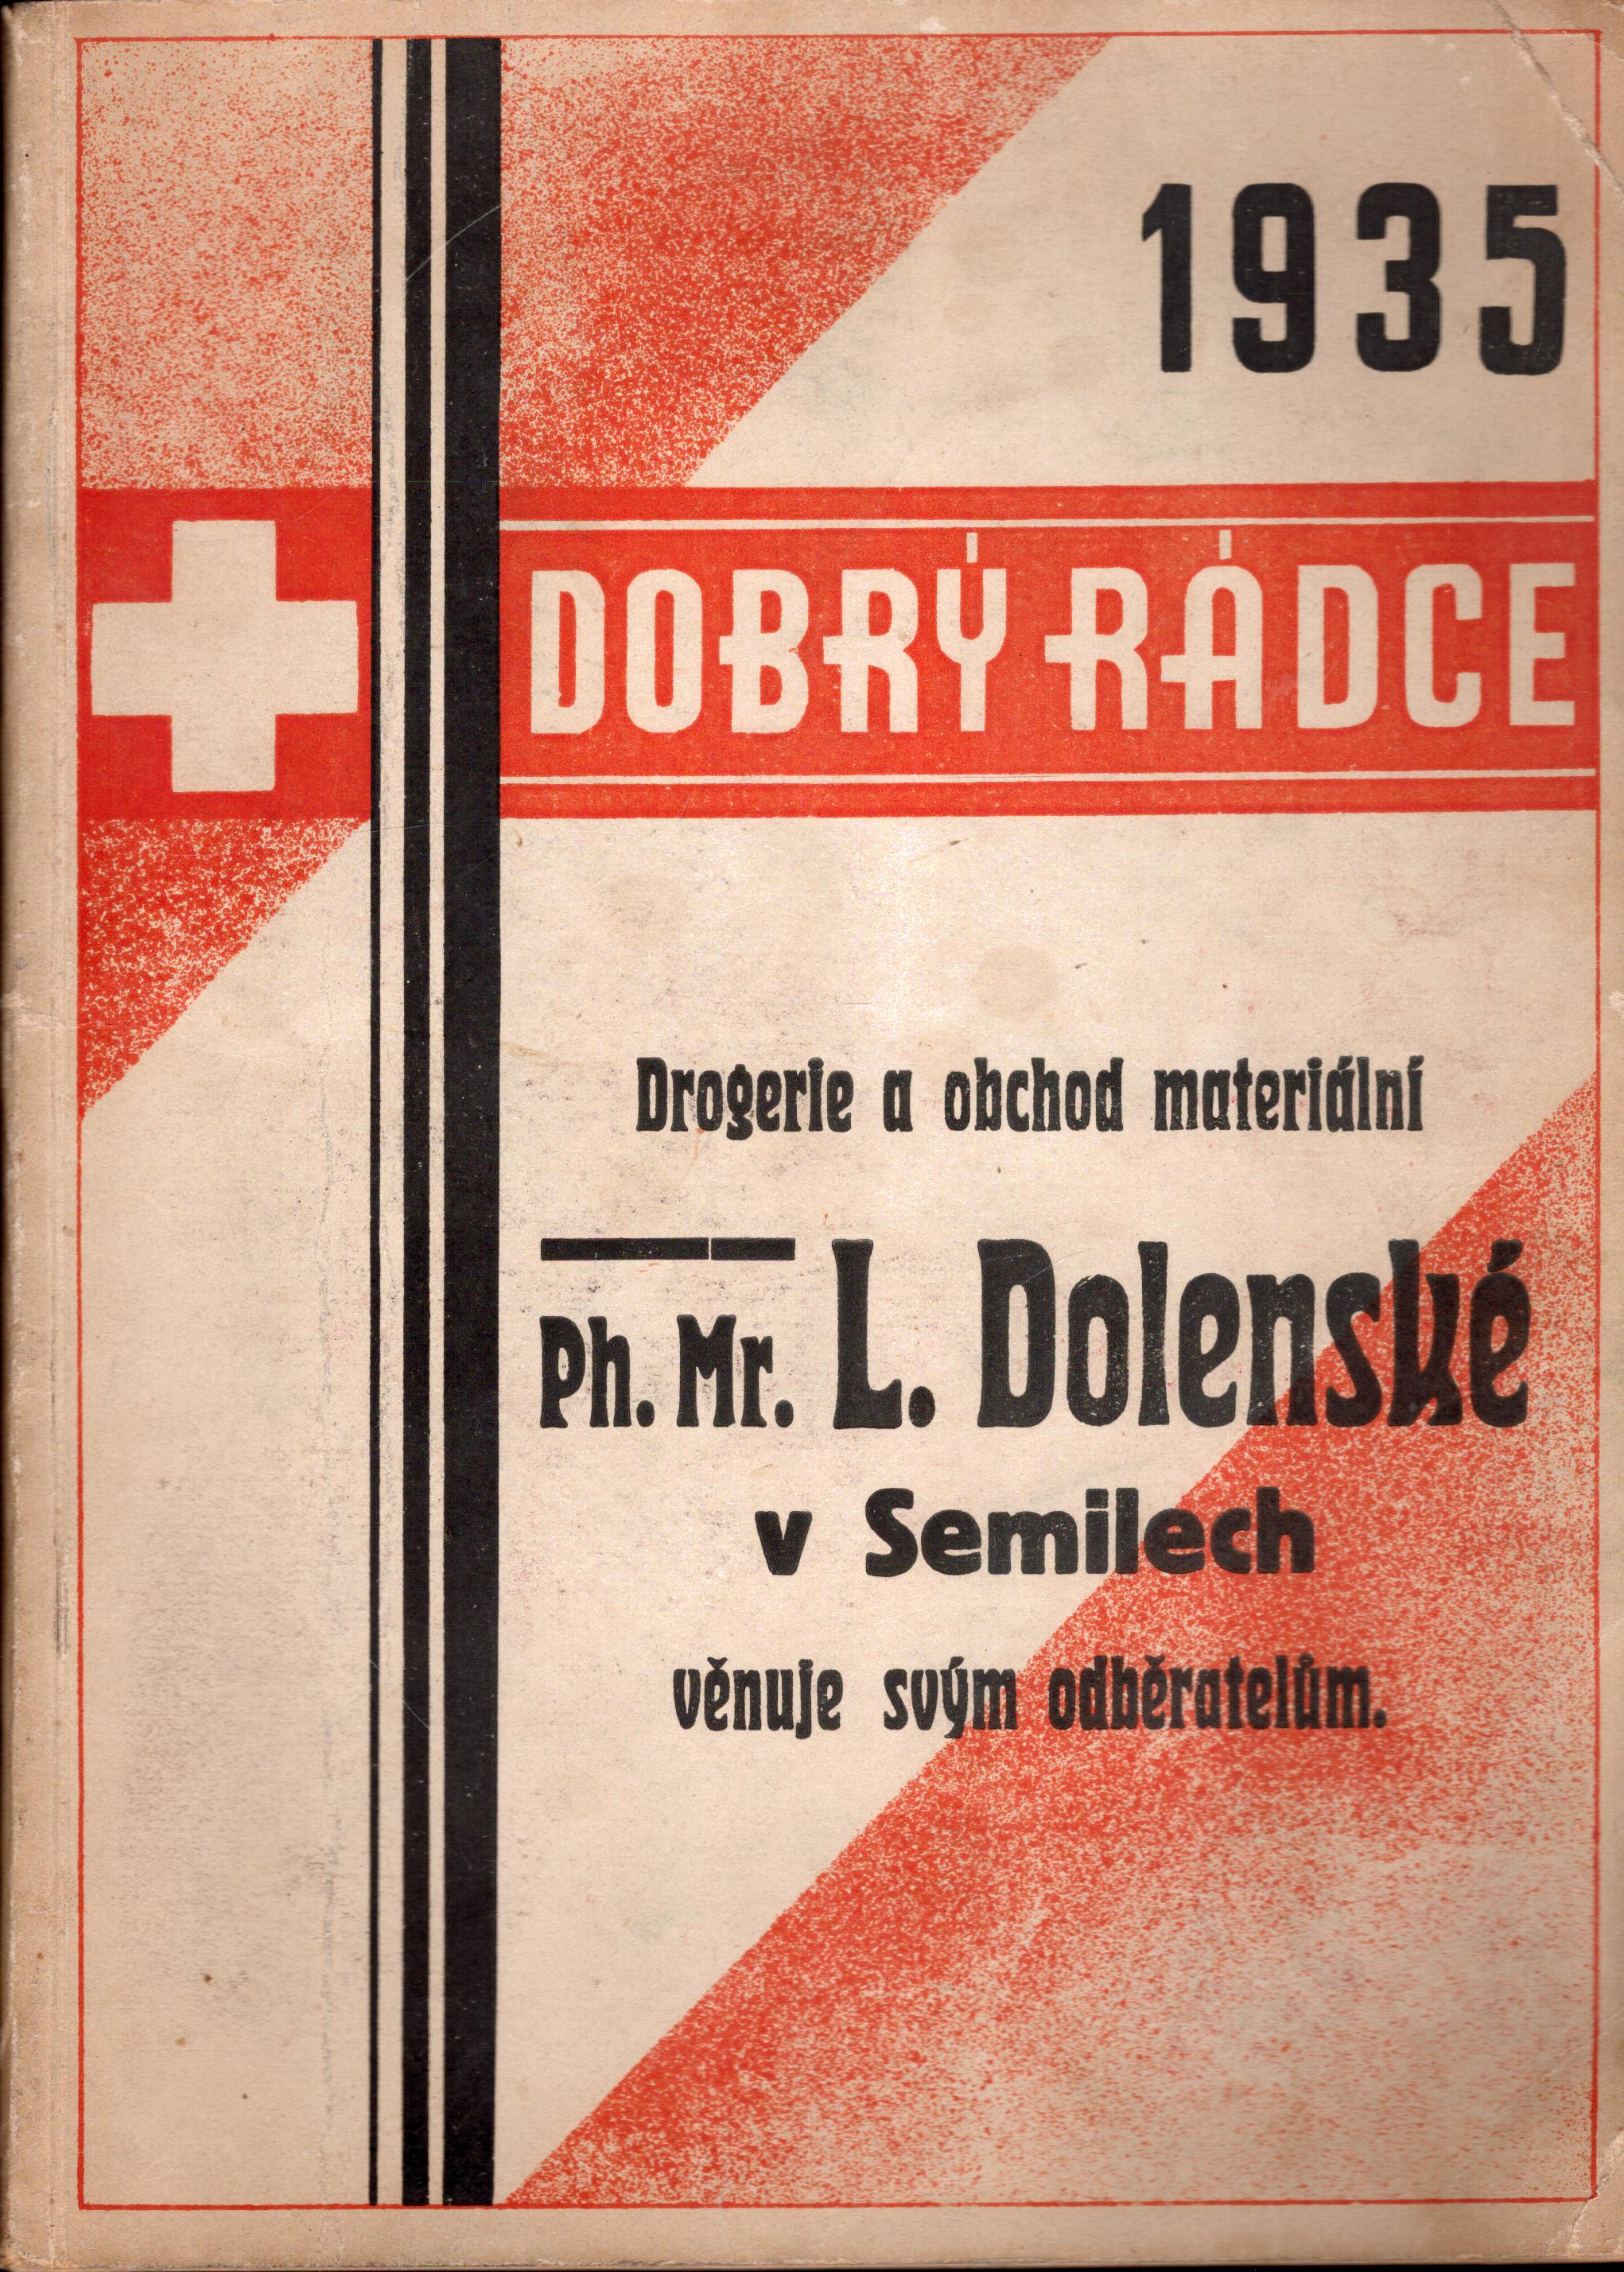 1935
DOBRÝ RÁDCE
Drogerie a obchod materiální
Ph. Mr. L. Dolenské
v Semilech
věnuje svým odběratelům.